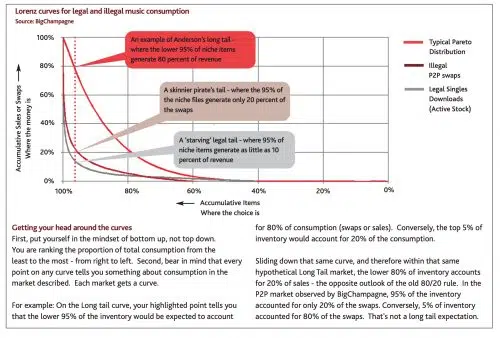 Lorenz curves for legal and illegal music consumption
Source: BigChampagne
Accumulative Sales or Swaps
Where the money is
100%
80%
60%
40%
20%
0%
An example of Anderson's long tail -
where the lower 95% of niche items
generate 80 percent of revenue
A skinnier pirate's tail - where the 95% of
the niche files generate only 20 percent of
the swaps
A 'starving' legal tail - where 95% of
niche items generate as little as 10
percent of revenue
Typical Pareto
Distribution
Illegal
P2P swaps
Legal Singles
Downloads
(Active Stock)
100%
80%
60%
40%
20%
0%
Accumulative Items
Where the choice is
Getting your head around the curves
First, put yourself in the mindset of bottom up, not top down.
You are ranking the proportion of total consumption from the
least to the most - from right to left. Second, bear in mind that every
point on any curve tells you something about consumption in the
market described. Each market gets a curve.
For example: On the Long tail curve, your highlighted point tells you
that the lower 95% of the inventory would be expected to account
for 80% of consumption (swaps or sales). Conversely, the top 5% of
inventory would account for 20% of the consumption.
Sliding down that same curve, and therefore within that same
hypothetical Long Tail market, the lower 80% of inventory accounts
for 20% of sales - the opposite outlook of the old 80/20 rule. In the
P2P market observed by BigChampagne, 95% of the inventory
accounted for only 20% of the swaps. Conversely, 5% of inventory
accounted for 80% of the swaps. That's not a long tail expectation.